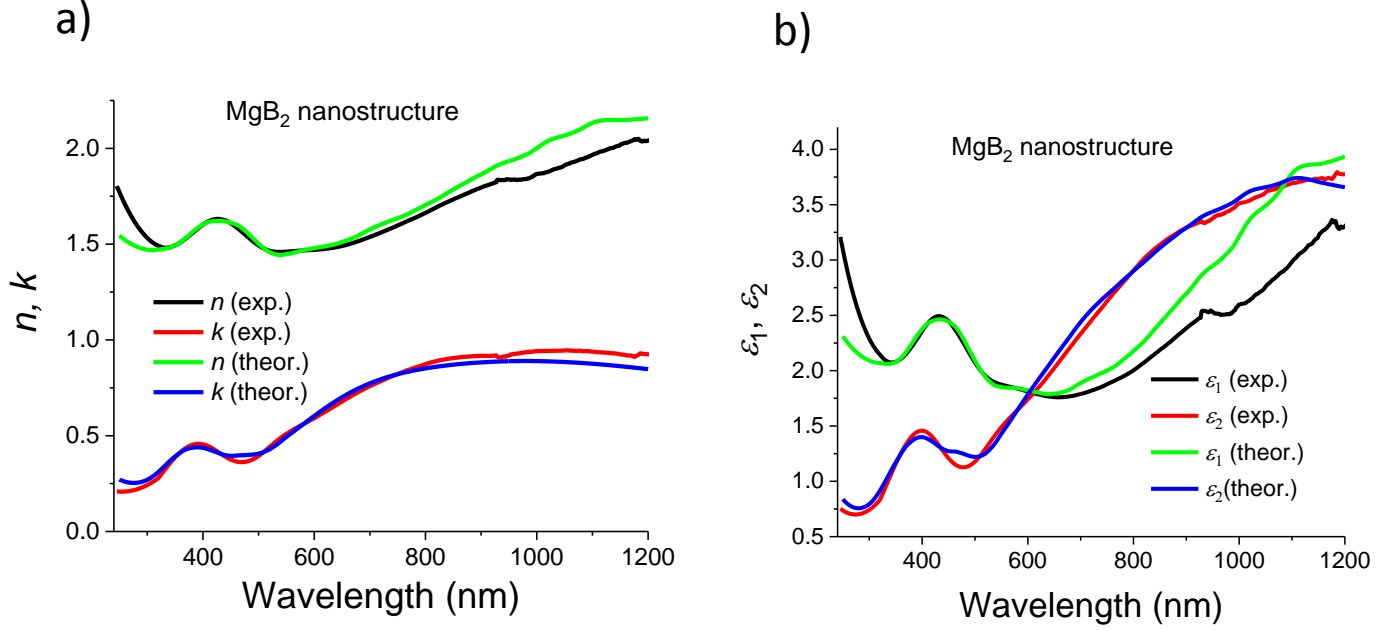 a)
MgB₂ nanostructure
2.0
1.5
1.0
0.5
0.0
n, k
n (exp.)
k (exp.)
n (theor.)
k (theor.)
400
600
800
1000
1200
Wavelength (nm)
b)
MgB₂ nanostructure
4.0
3.5
3.0
2.5
2.0
1.5
1.0
0.5
ε₁, ε₂
ε₁ (exp.)
ε₂ (exp.)
ε₁ (theor.)
ε₂(theor.)
400
600
800
1000
1200
Wavelength (nm)